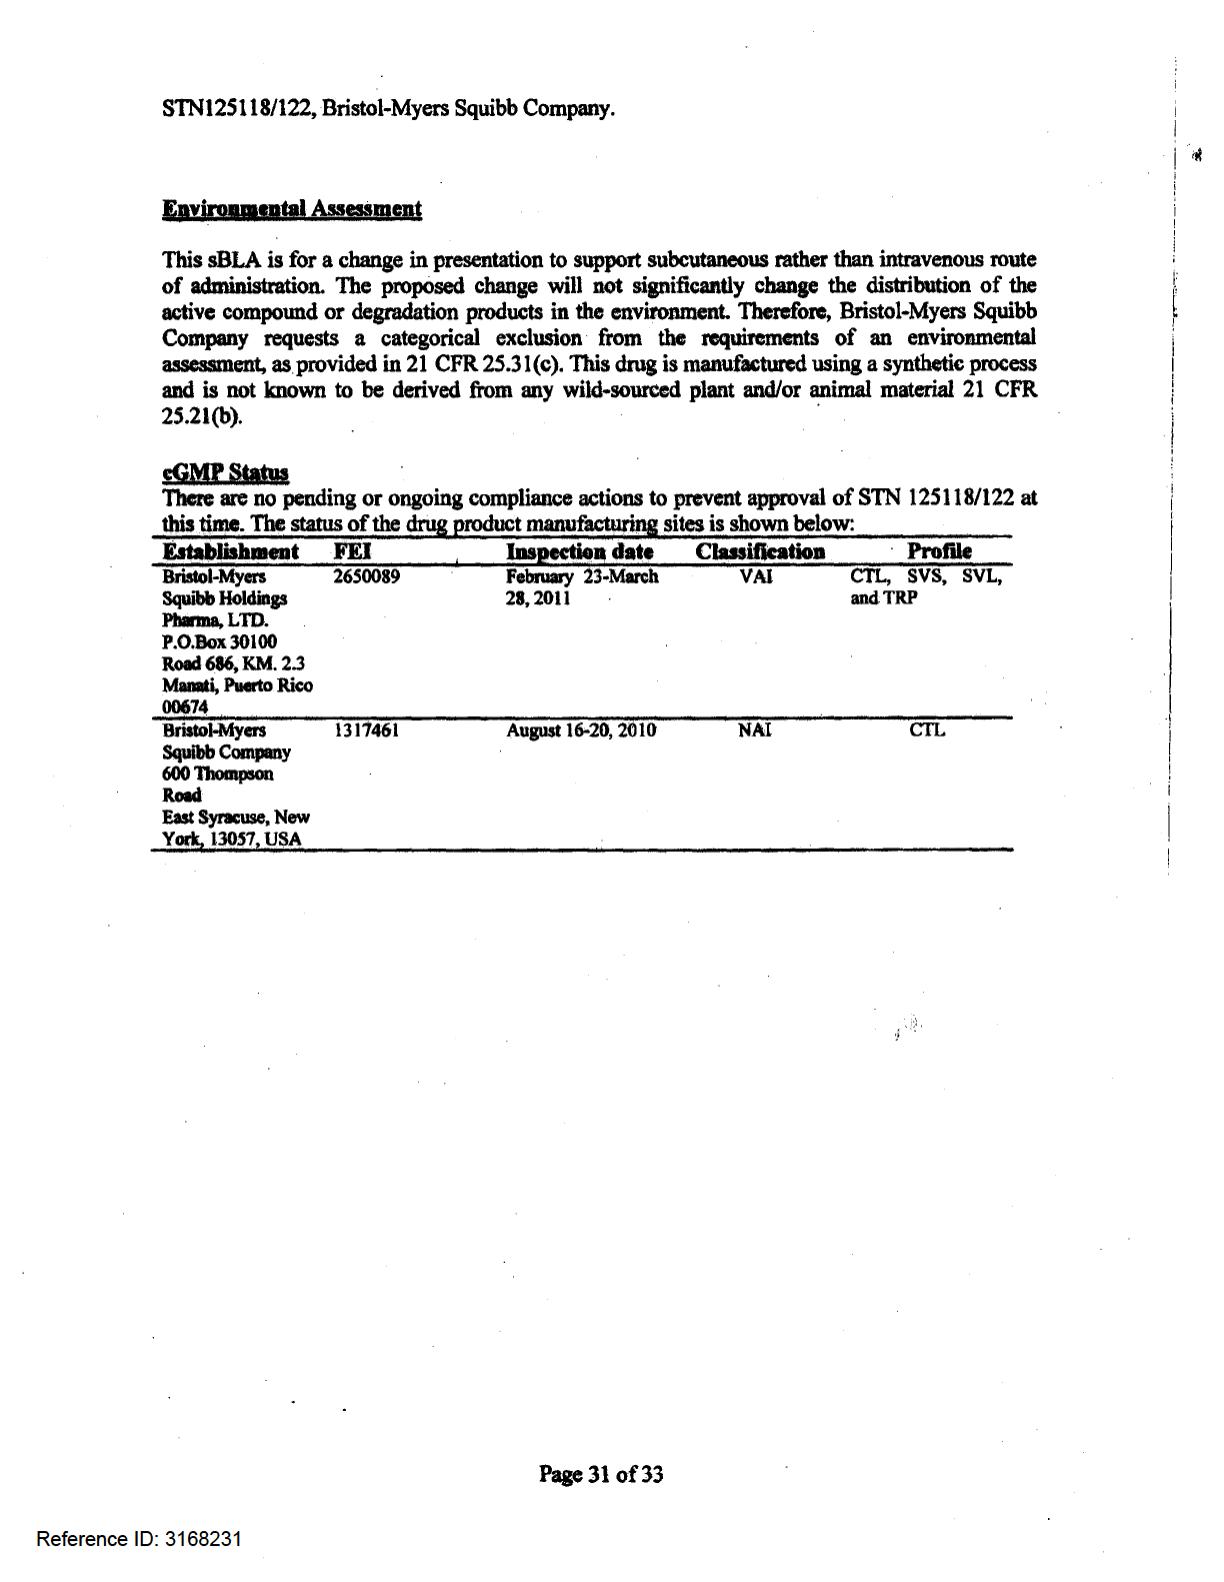 STN125118/122, Bristol-Myers Squibb Company.
Environmental Assessment
This sBLA is for a change in presentation to support subcutaneous rather than intravenous route
of administration. The proposed change will not significantly change the distribution of the
active compound or degradation products in the environment. Therefore, Bristol-Myers Squibb
Company requests a categorical exclusion from the requirements of an environmental
assessment, as provided in 21 CFR 25.31(c). This drug is manufactured using a synthetic process
and is not known to be derived from any wild-sourced plant and/or animal material 21 CFR
25.21(b).
cGMP Status
There are no pending or ongoing compliance actions to prevent approval of STN 125118/122 at
this time. The status of the drug product manufacturing sites is shown below:
Establishment FEI Inspection date Classification Profile
Bristol-Myers 2650089 February 23-March VAI CTL, SVS, SVL,
Squibb Holdings 28, 2011 and TRP
Pharma, LTD.
P.O.Box 30100
Road 686, KM. 2.3
Manati, Puerto Rico
00674
Bristol-Myers 1317461 August 16-20, 2010 NAI CTL
Squibb Company
600 Thompson
Road
East Syracuse, New
York, 13057, USA
Page 31 of 33
Reference ID: 3168231